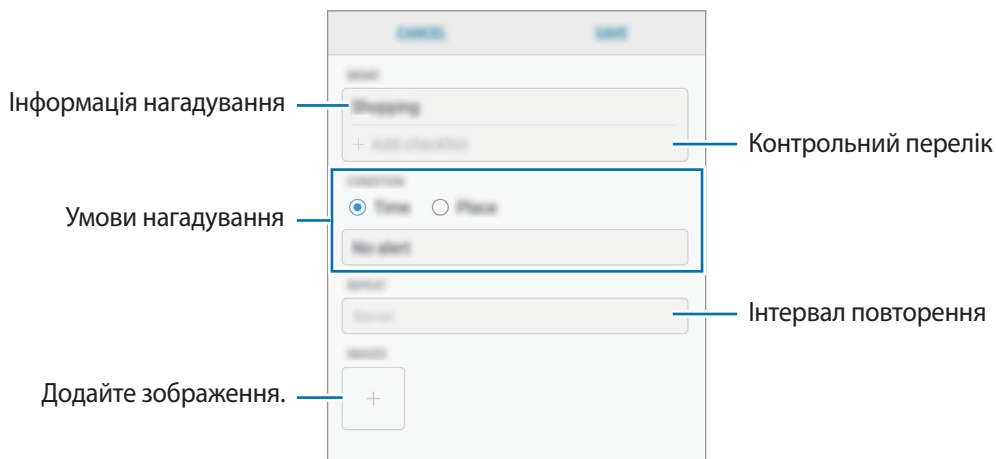 CANCEL SAVE
MEMO
Інформація нагадування
Shopping
+ Add checklist
Контрольний перелік
CONDITION
Time Place
Умови нагадування
No alert
REPEAT
Never
Інтервал повторення
IMAGES
Додайте зображення.
+